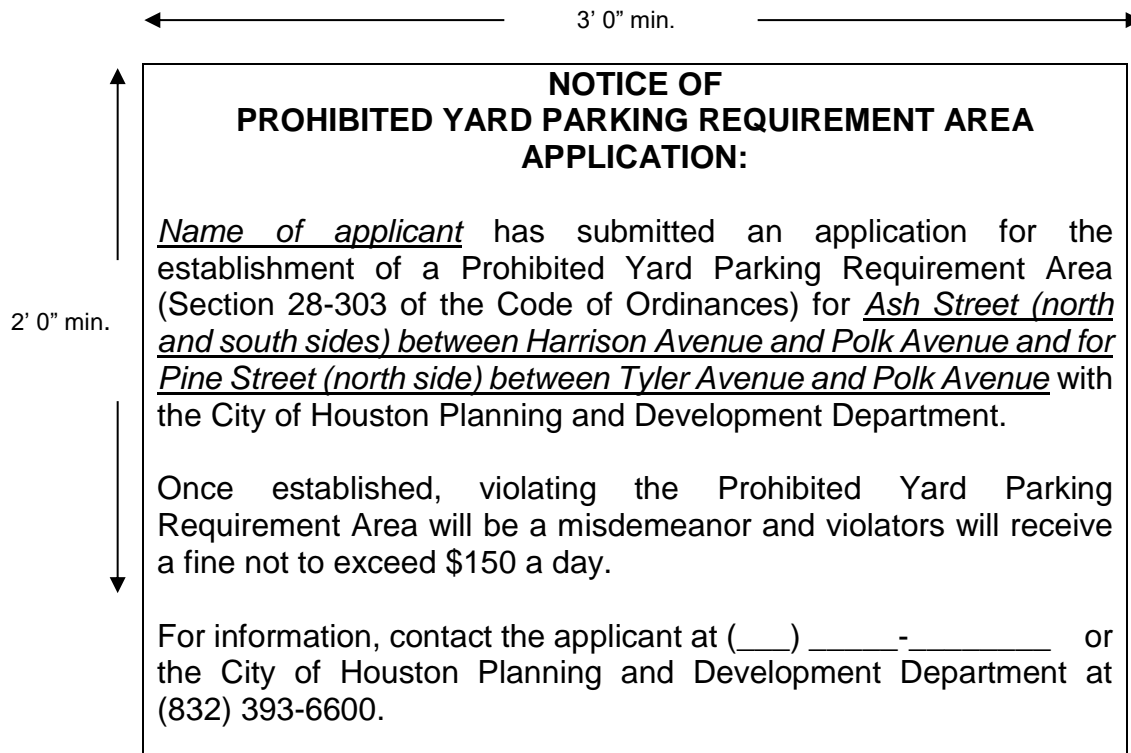 3’ 0” min.
NOTICE OF
PROHIBITED YARD PARKING REQUIREMENT AREA
APPLICATION:
Name of applicant has submitted an application for the
establishment of a Prohibited Yard Parking Requirement Area
(Section 28-303 of the Code of Ordinances) for Ash Street (north
2’ 0” min.
and south sides) between Harrison Avenue and Polk Avenue and for
Pine Street (north side) between Tyler Avenue and Polk Avenue with
the City of Houston Planning and Development Department.
Once established, violating the Prohibited Yard Parking
Requirement Area will be a misdemeanor and violators will receive
a fine not to exceed $150 a day.
For information, contact the applicant at (___) _____-________ or
the City of Houston Planning and Development Department at
(832) 393-6600.